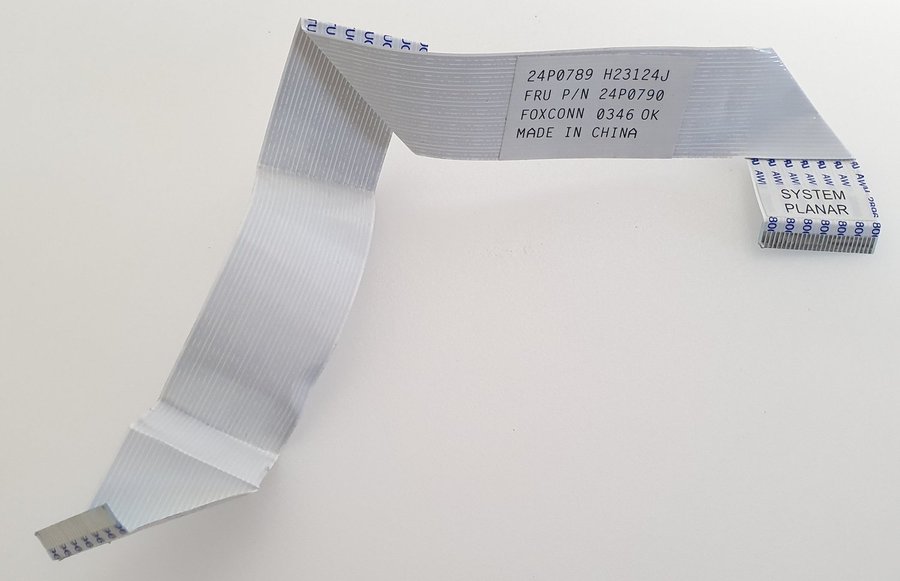 24P0789 H23124J
FRU P/N 24P0790
FOXCONN 0346 OK
MADE IN CHINA
SYSTEM
PLANAR